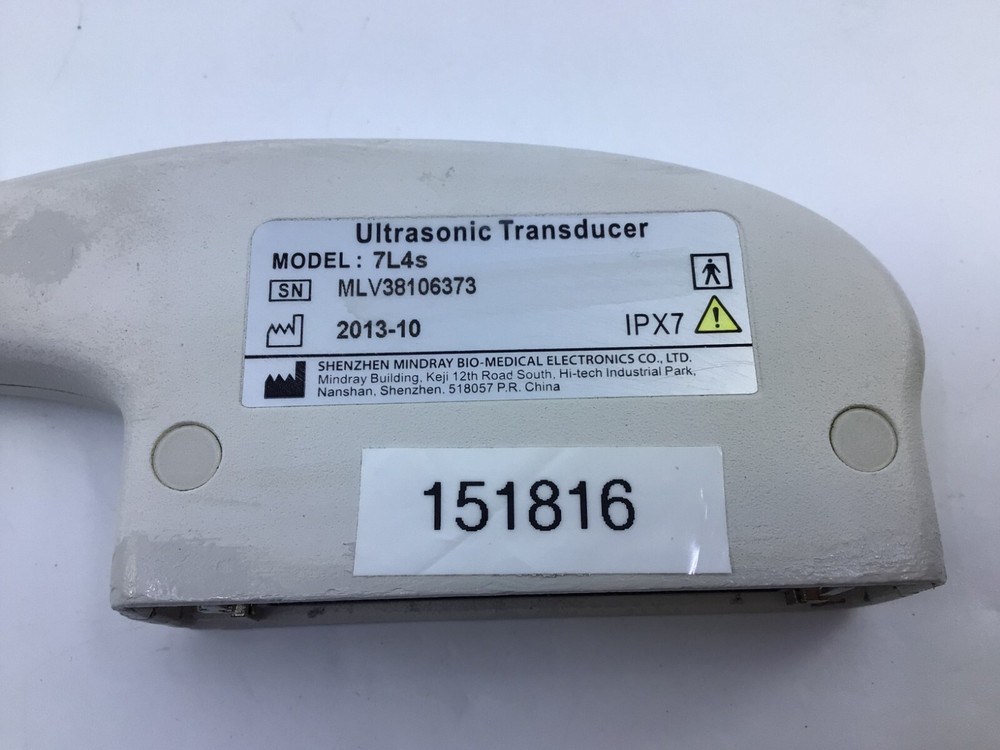 Ultrasonic Transducer
MODEL: 7L4s
SN MLV38106373
2013-10 IPX7
SHENZHEN MINDRAY BIO-MEDICAL ELECTRONICS CO., LTD.
Mindray Building, Keji 12th Road South, Hi-tech Industrial Park,
Nanshan, Shenzhen. 518057 P.R. China
151816